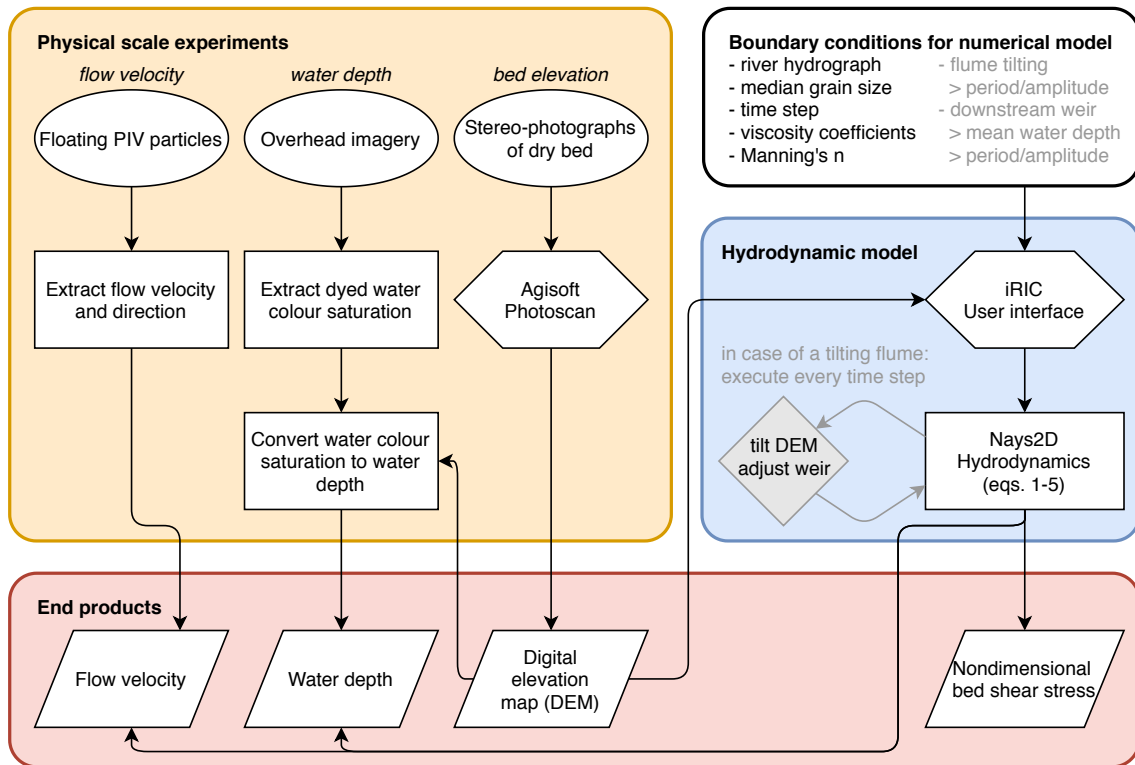 Physical scale experiments
flow velocity
water depth
bed elevation
Floating PIV particles
Overhead imagery
Stereo-photographs
of dry bed
Extract flow velocity
and direction
Extract dyed water
colour saturation
Agisoft
Photoscan
Convert water colour
saturation to water
depth
Boundary conditions for numerical model
- river hydrograph
- median grain size
- time step
- viscosity coefficients
- Manning's n
- flume tilting
> period/amplitude
- downstream weir
> mean water depth
> period/amplitude
Hydrodynamic model
iRIC
User interface
in case of a tilting flume:
execute every time step
tilt DEM
adjust weir
Nays2D
Hydrodynamics
(eqs. 1-5)
End products
Flow velocity
Water depth
Digital
elevation
map (DEM)
Nondimensional
bed shear stress